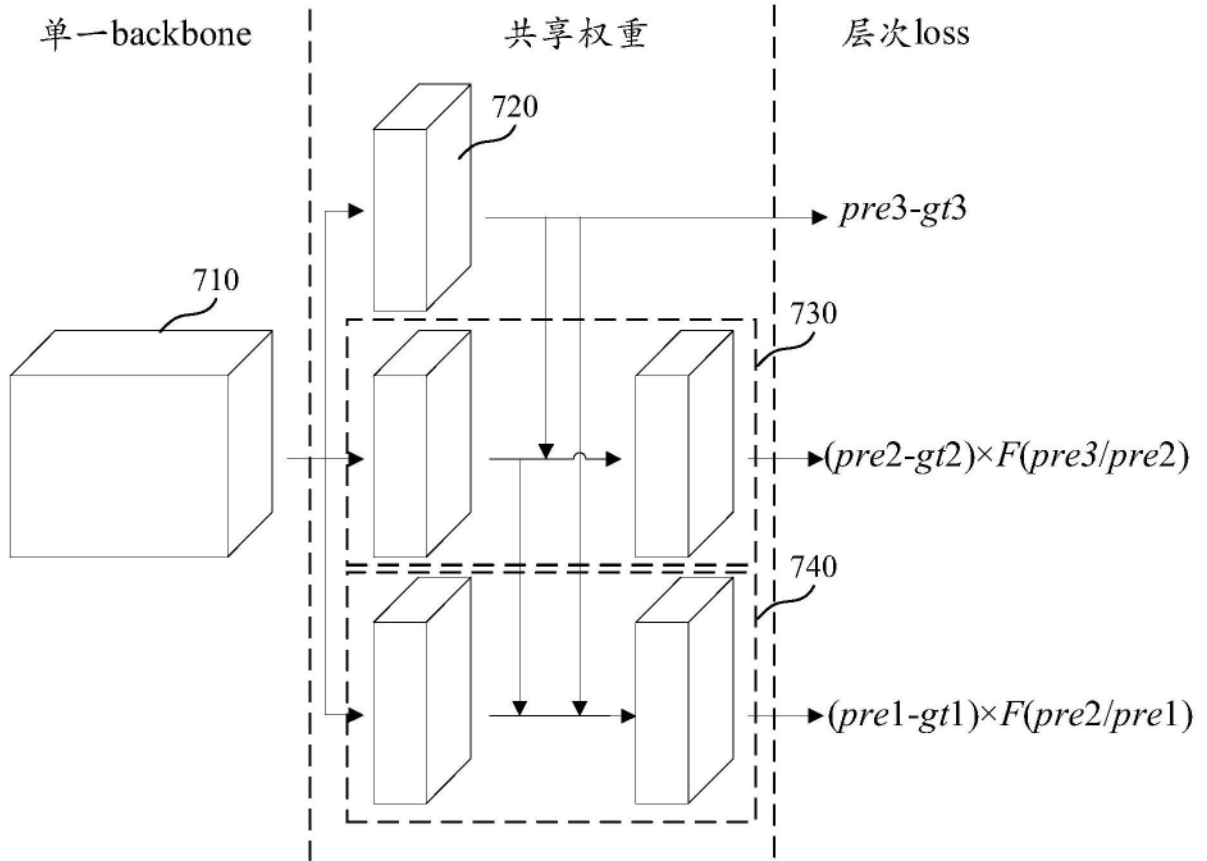 单一backbone
共享权重
层次loss
720
pre3-gt3
710
730
(pre2-gt2)×F(pre3/pre2)
740
(pre1-gt1)×F(pre2/pre1)